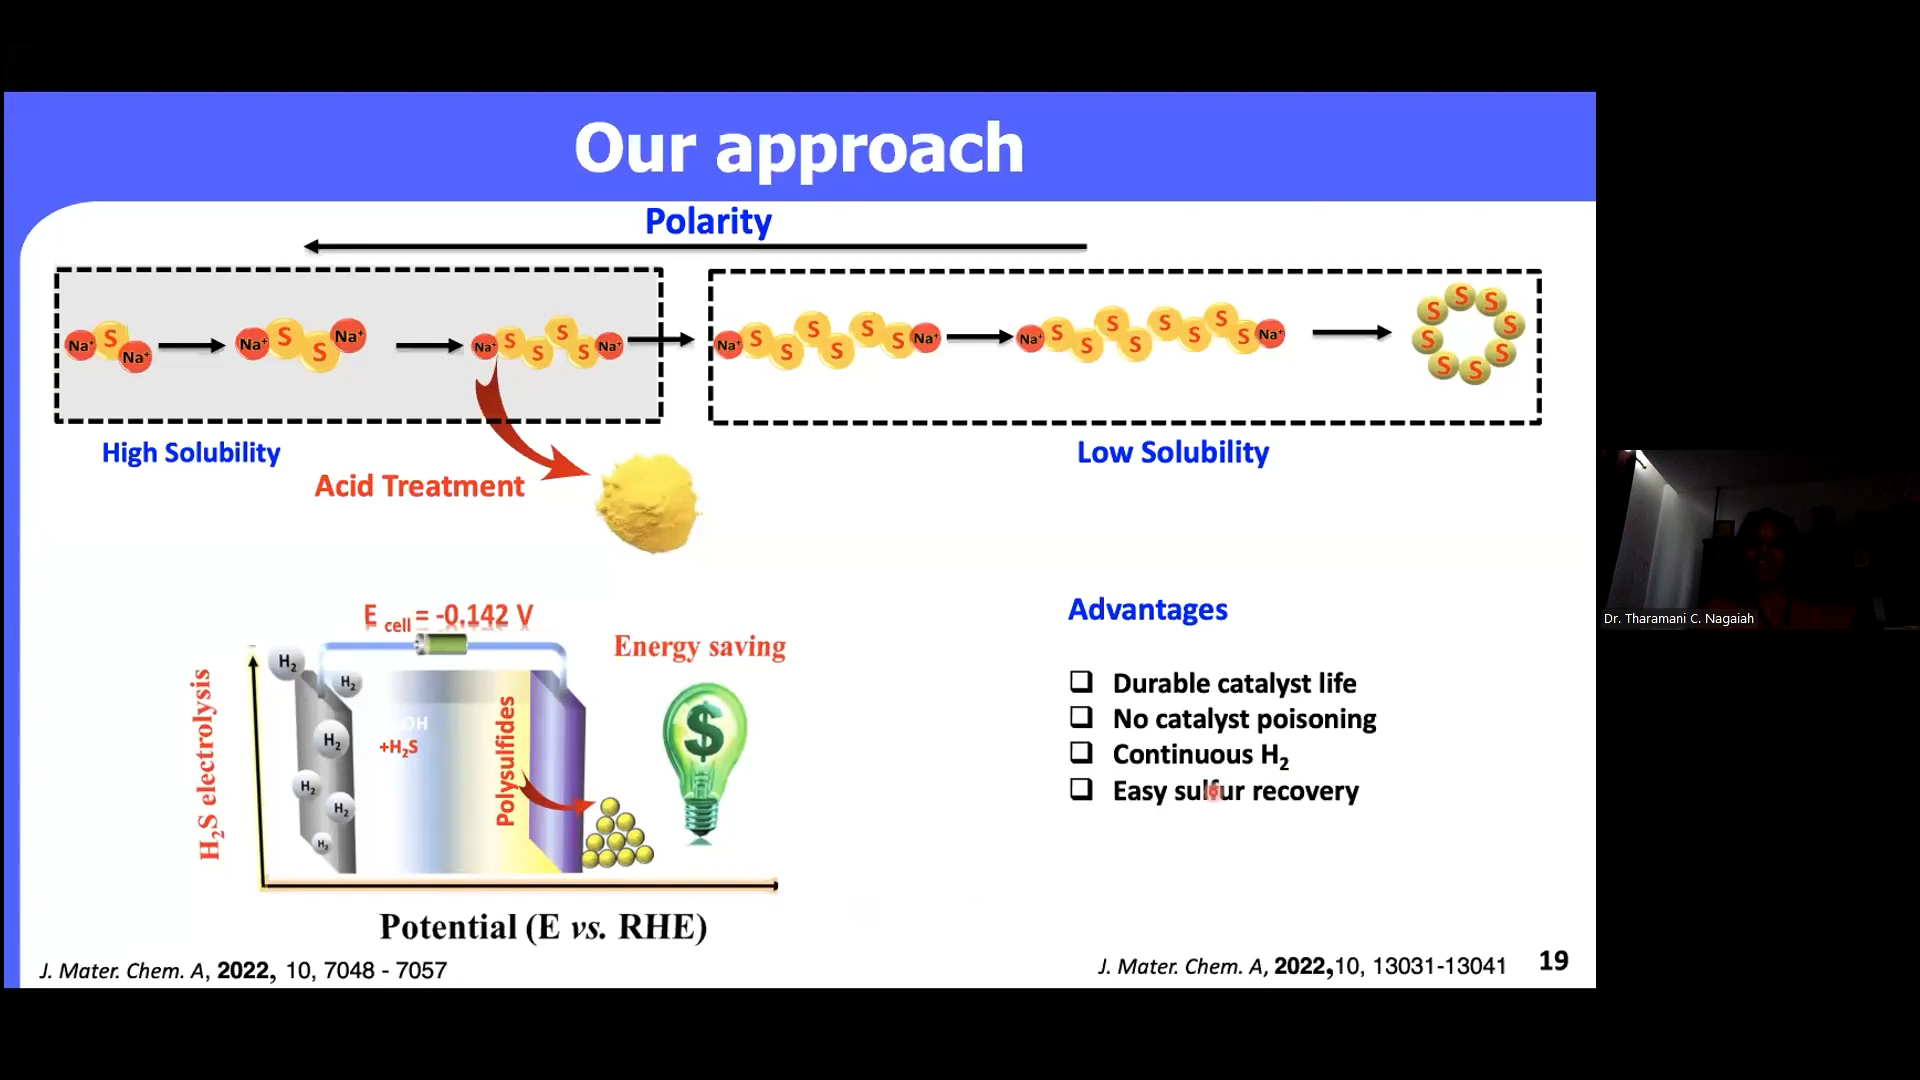 Our approach
Polarity
Na⁺ S Na⁺
Na⁺ S S Na⁺
Na⁺ S S S S Na⁺
Na⁺ S S S S S S Na⁺
Na⁺ S S S S S S S S Na⁺
S S S S S S S S
High Solubility
Low Solubility
Acid Treatment
E cell = -0.142 V
Energy saving
Advantages
H₂S electrolysis
H₂
H₂
H₂
H₂
H₂
H₂
OH
+H₂S
Polysulfides
$
Durable catalyst life
No catalyst poisoning
Continuous H₂
Easy sulfur recovery
Potential (E vs. RHE)
J. Mater. Chem. A, 2022, 10, 7048 - 7057
J. Mater. Chem. A, 2022,10, 13031-13041
19
Dr. Tharamani C. Nagaiah